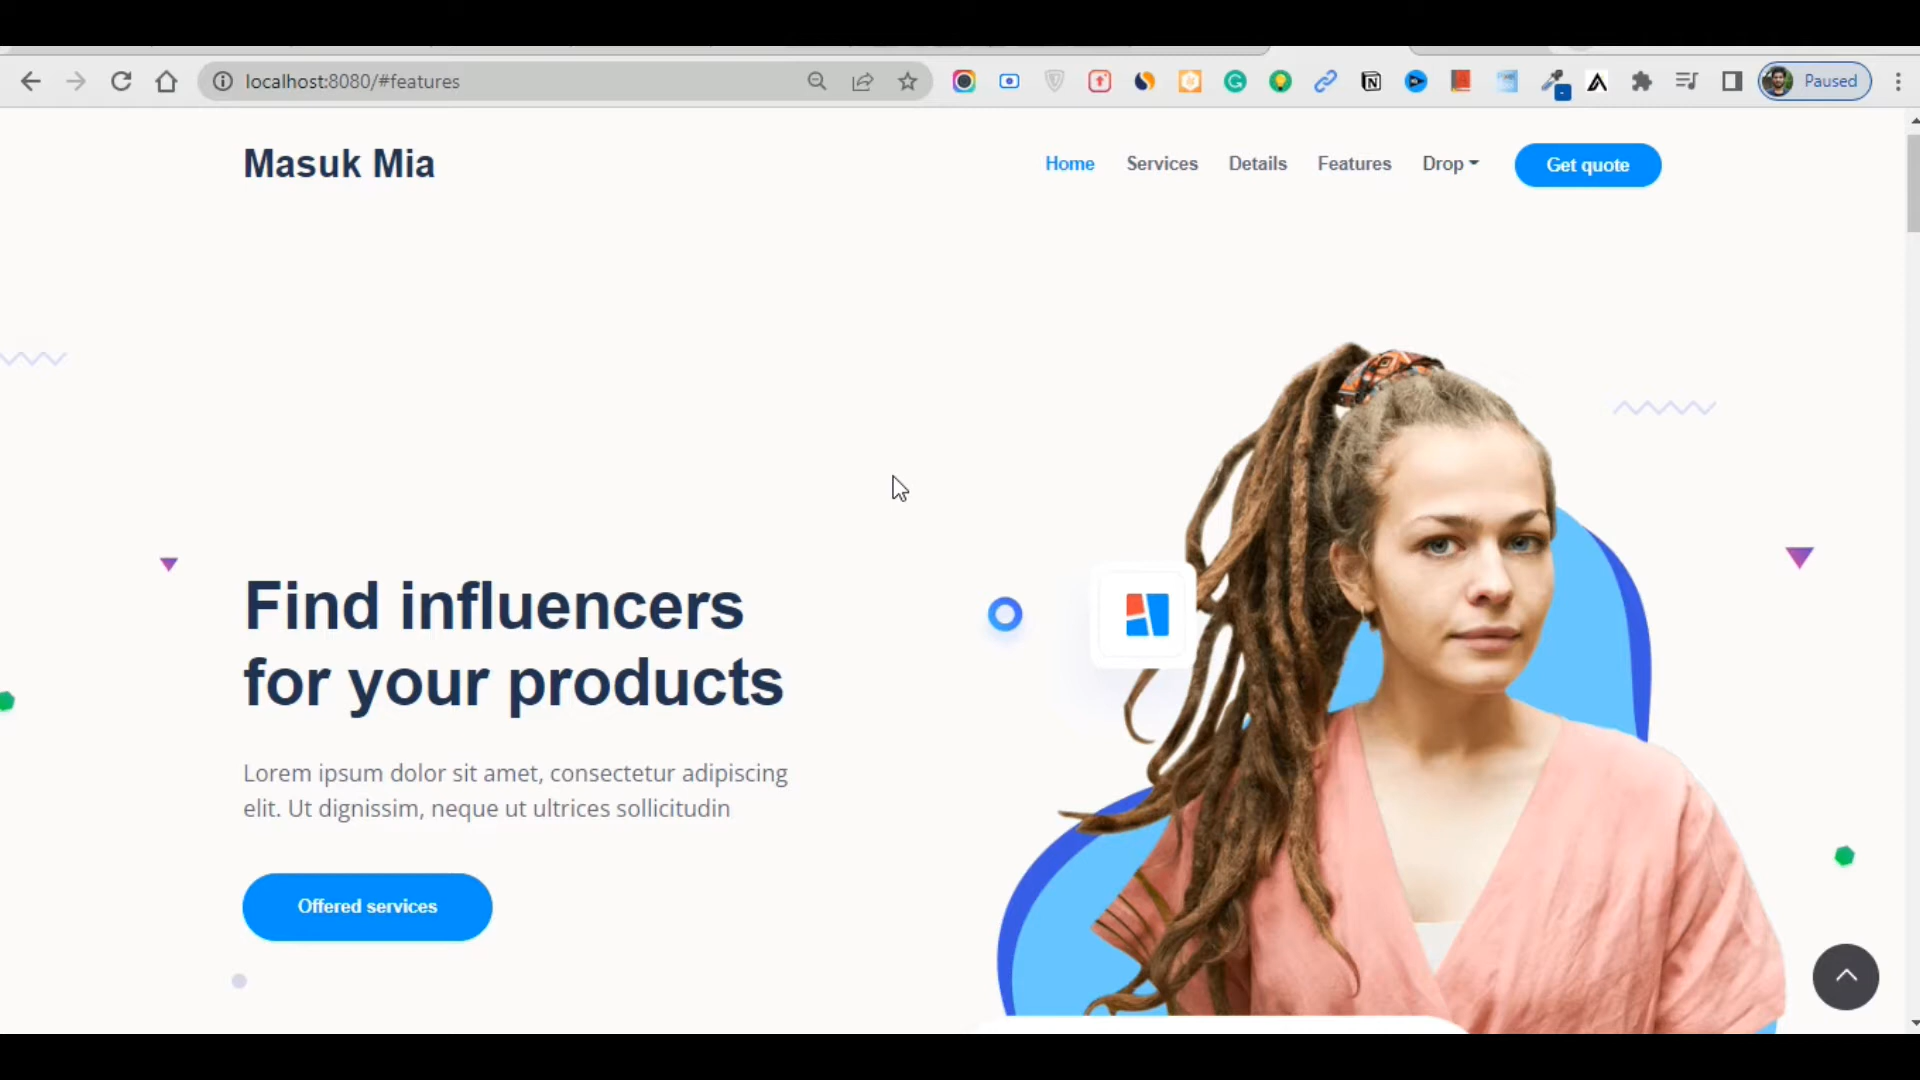 localhost:8080/#features
Paused
Masuk Mia
Home Services Details Features Drop Get quote
Find influencers
for your products
Lorem ipsum dolor sit amet, consectetur adipiscing
elit. Ut dignissim, neque ut ultrices sollicitudin
Offered services